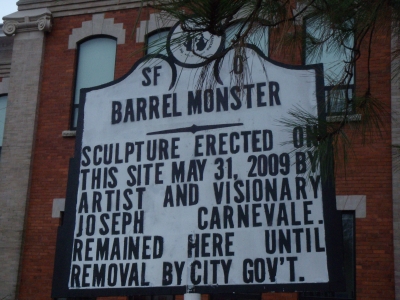 SF
BARREL MONSTER
SCULPTURE ERECTED ON
THIS SITE MAY 31, 2009 BY
ARTIST AND VISIONARY
JOSEPH CARNEVALE.
REMAINED HERE UNTIL
REMOVAL BY CITY GOV'T.